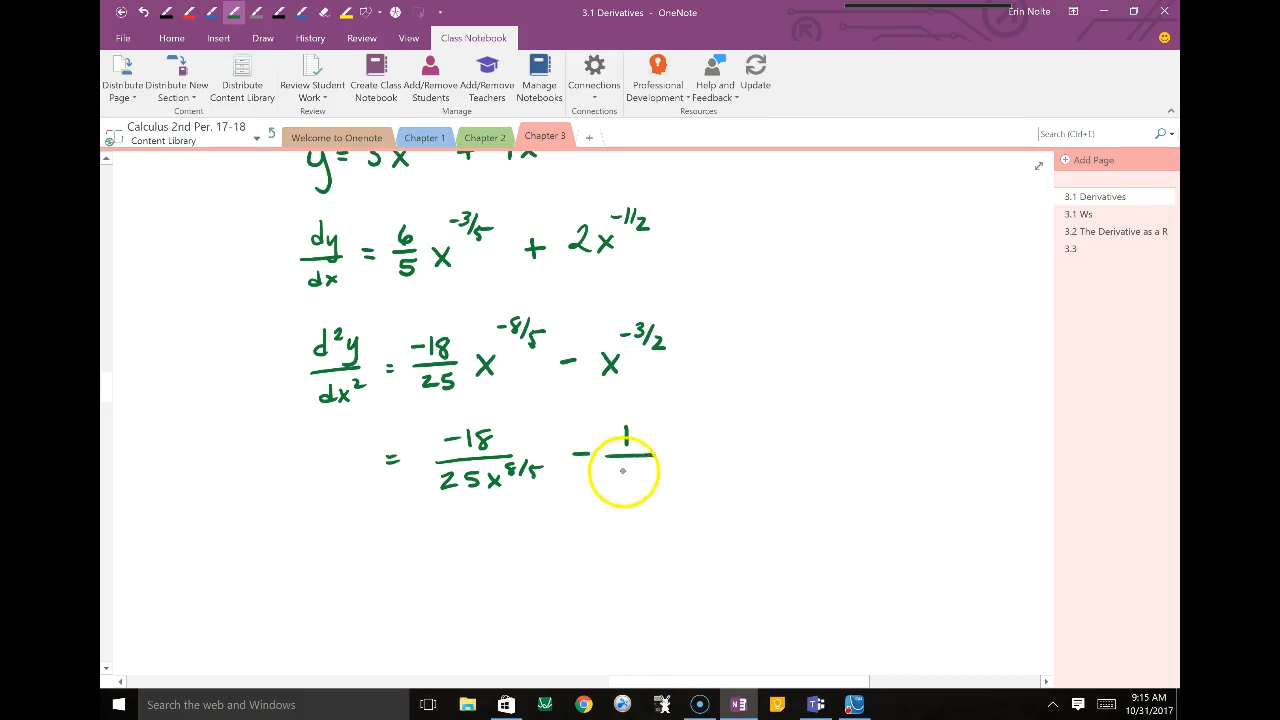 3.1 Derivatives - OneNote
Erin Nolte
File Home Insert Draw History Review View Class Notebook
Distribute Page Distribute New Section Distribute Content Library Review Student Work Create Class Notebook Add/Remove Students Add/Remove Teachers Manage Notebooks Connections Professional Development Help and Feedback Update
Content Review Manage Connections Resources
Calculus 2nd Per. 17-18
Content Library
Welcome to Onenote Chapter 1 Chapter 2 Chapter 3
Search (Ctrl+E)
Add Page
3.1 Derivatives
3.1 Ws
3.2 The Derivative as a R
3.3
dy/dx = 6/5 x^-3/5 + 2x^-1/2
d²y/dx² = -18/25 x^-8/5 - x^-3/2
= -18/25x^8/5 - 1/
Search the web and Windows
9:15 AM
10/31/2017